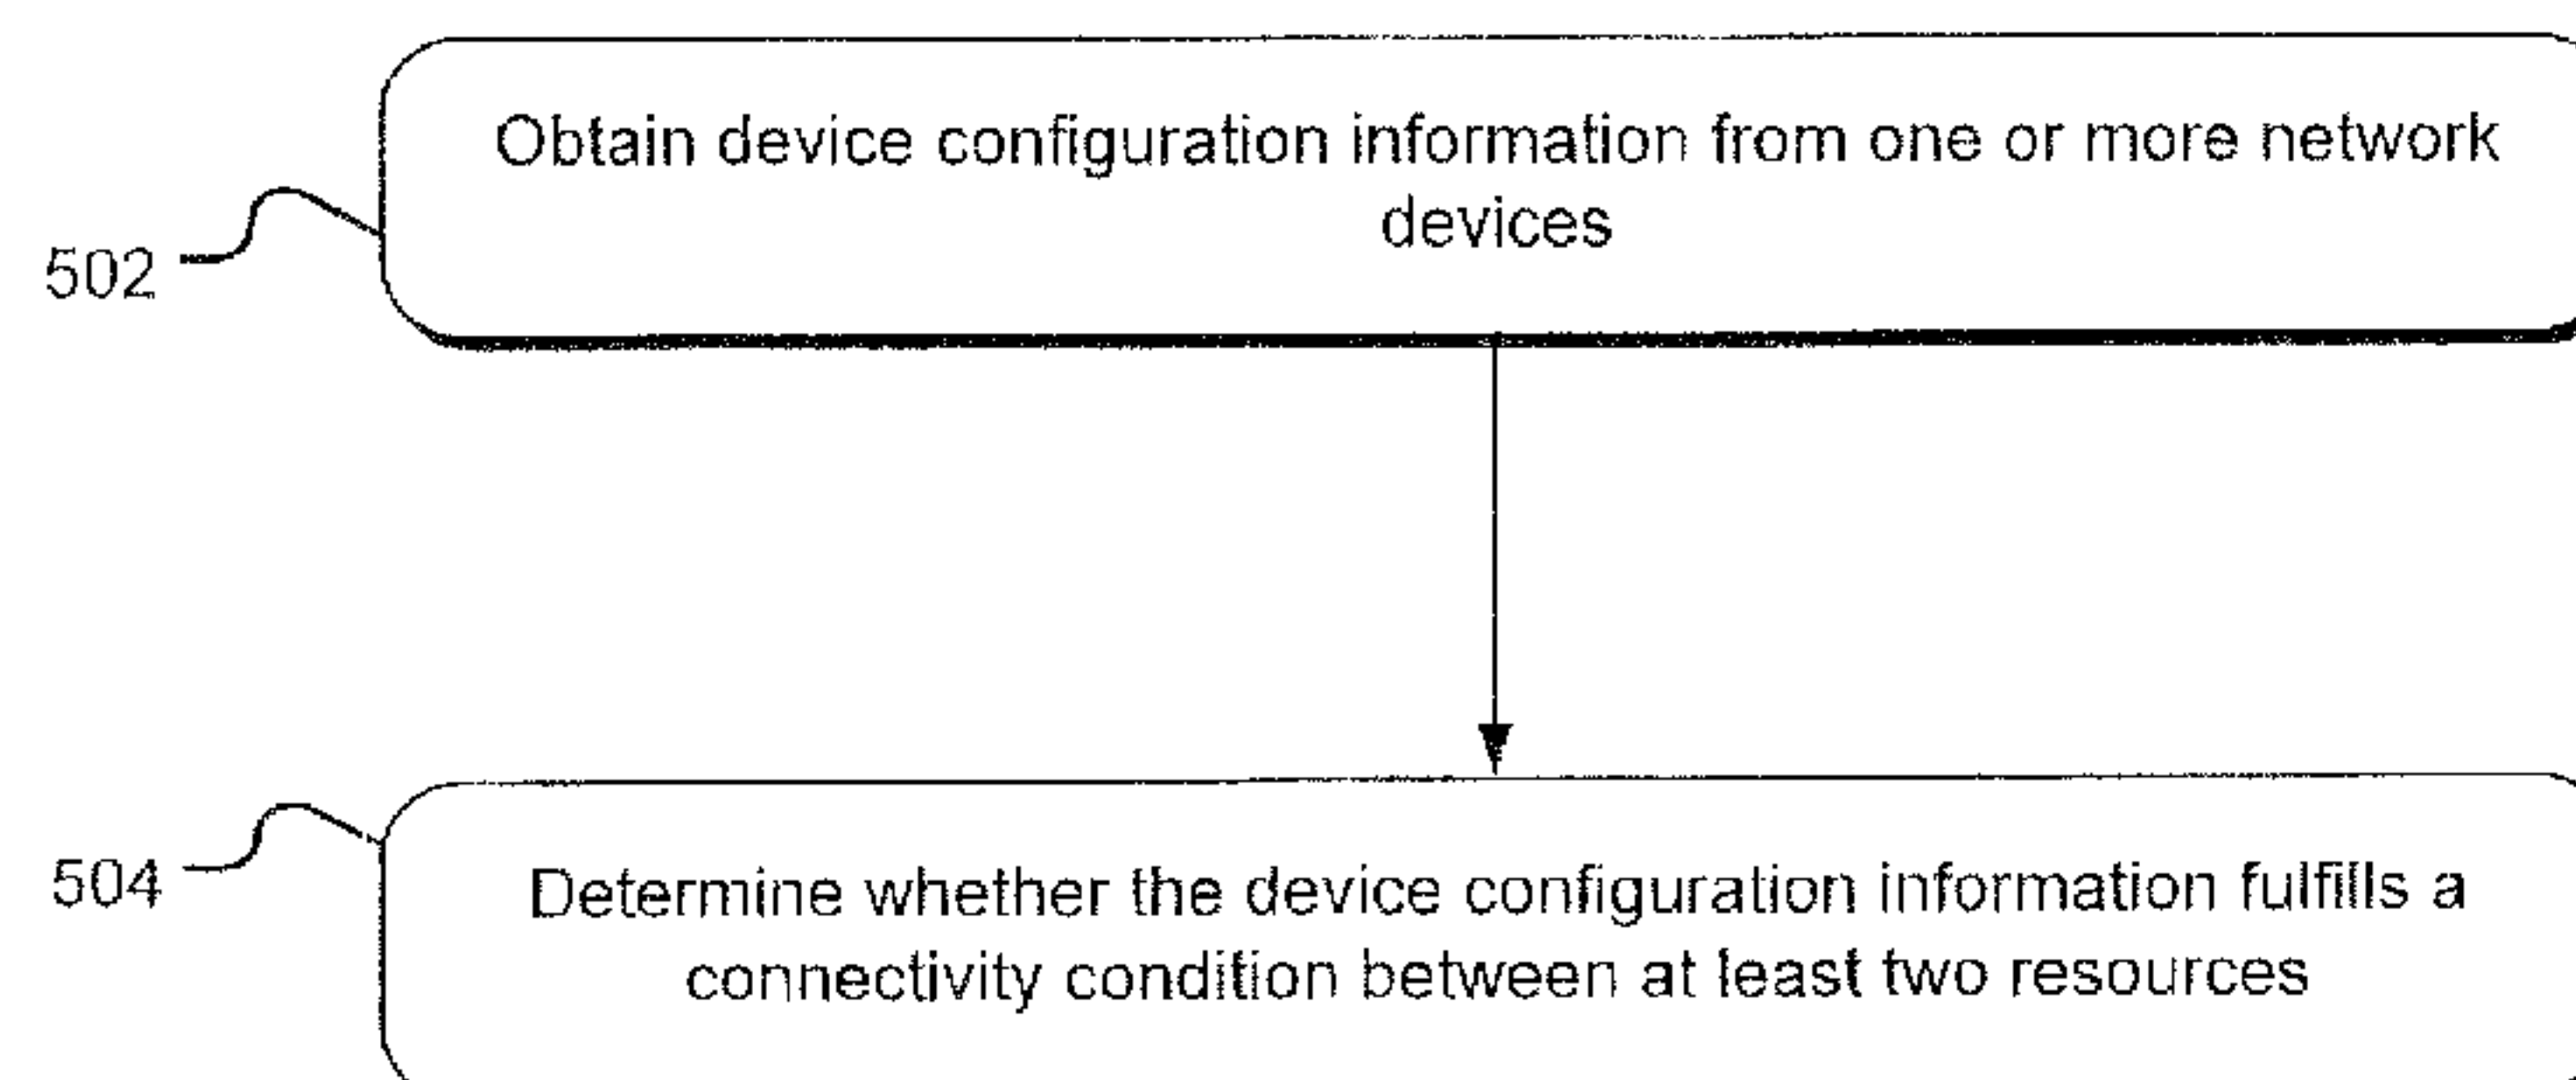 Obtain device configuration information from one or more network
devices
502
504
Determine whether the device configuration information fulfills a
connectivity condition between at least two resources